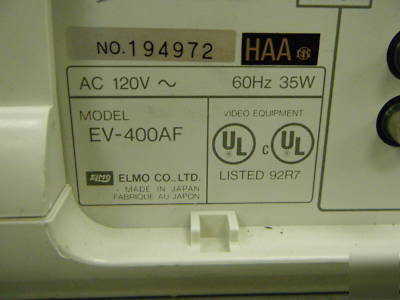 NO.194972 HAA
AC 120V ~ 60Hz 35W
MODEL
EV-400AF
VIDEO EQUIPMENT
UL c UL
LISTED 92R7
ELMO ELMO CO.,LTD.
- MADE IN JAPAN
FABRIQUE AU JAPON